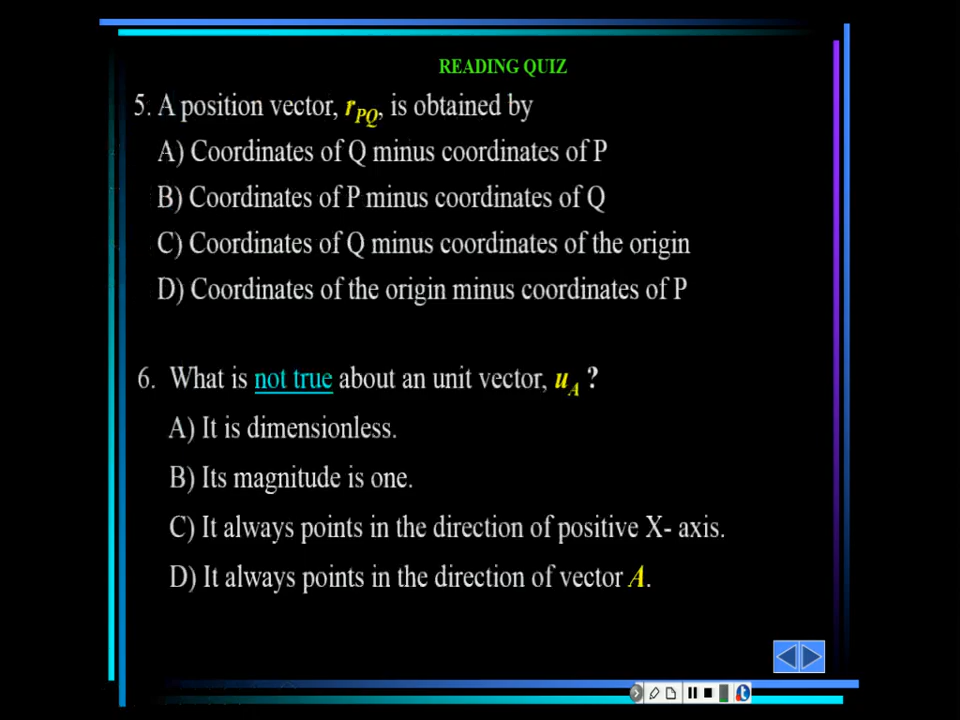 READING QUIZ
5. A position vector, rPQ, is obtained by
A) Coordinates of Q minus coordinates of P
B) Coordinates of P minus coordinates of Q
C) Coordinates of Q minus coordinates of the origin
D) Coordinates of the origin minus coordinates of P
6. What is not true about an unit vector, uA ?
A) It is dimensionless.
B) Its magnitude is one.
C) It always points in the direction of positive X- axis.
D) It always points in the direction of vector A.